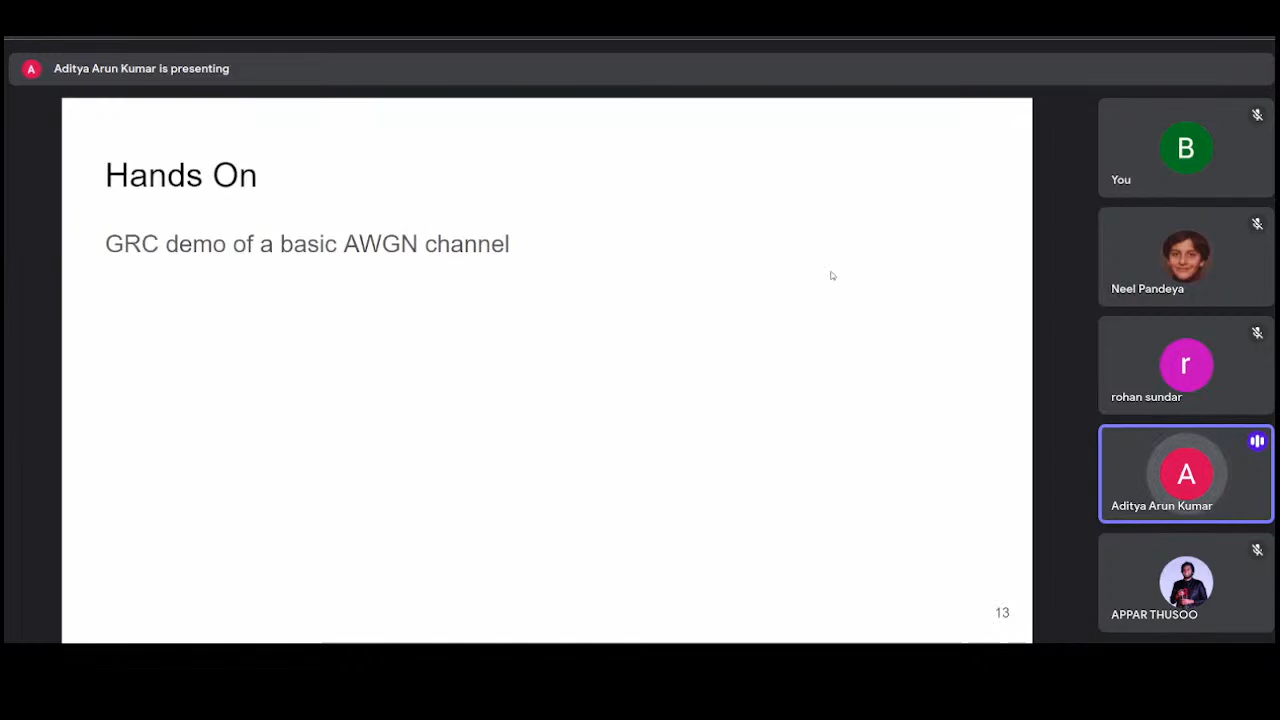 A
Aditya Arun Kumar is presenting
Hands On
GRC demo of a basic AWGN channel
13
B
You
Neel Pandeya
r
rohan sundar
A
Aditya Arun Kumar
APPAR THUSOO